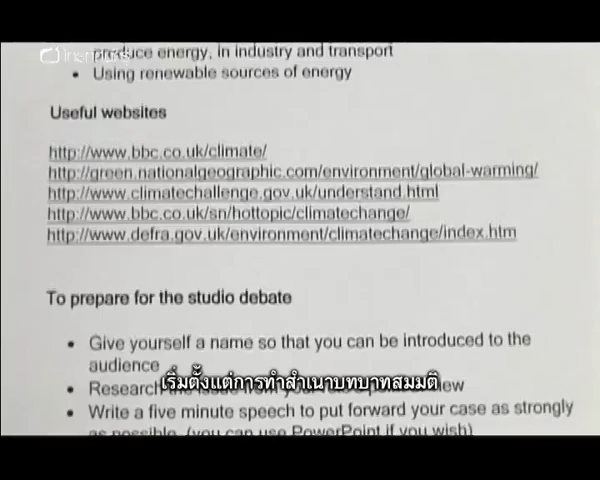 produce energy, in industry and transport
• Using renewable sources of energy
Useful websites
http://www.bbc.co.uk/climate/
http://green.nationalgeographic.com/environment/global-warming/
http://www.climatechallenge.gov.uk/understand.html
http://www.bbc.co.uk/sn/hottopic/climatechange/
http://www.defra.gov.uk/environment/climatechange/index.htm
To prepare for the studio debate
• Give yourself a name so that you can be introduced to the
audience
• Research the issue from your
เริ่มตั้งแต่การทำสำเนาบทบาทสมมติ
• Write a five minute speech to put forward your case as strongly
as possible. (you can use PowerPoint if you wish)